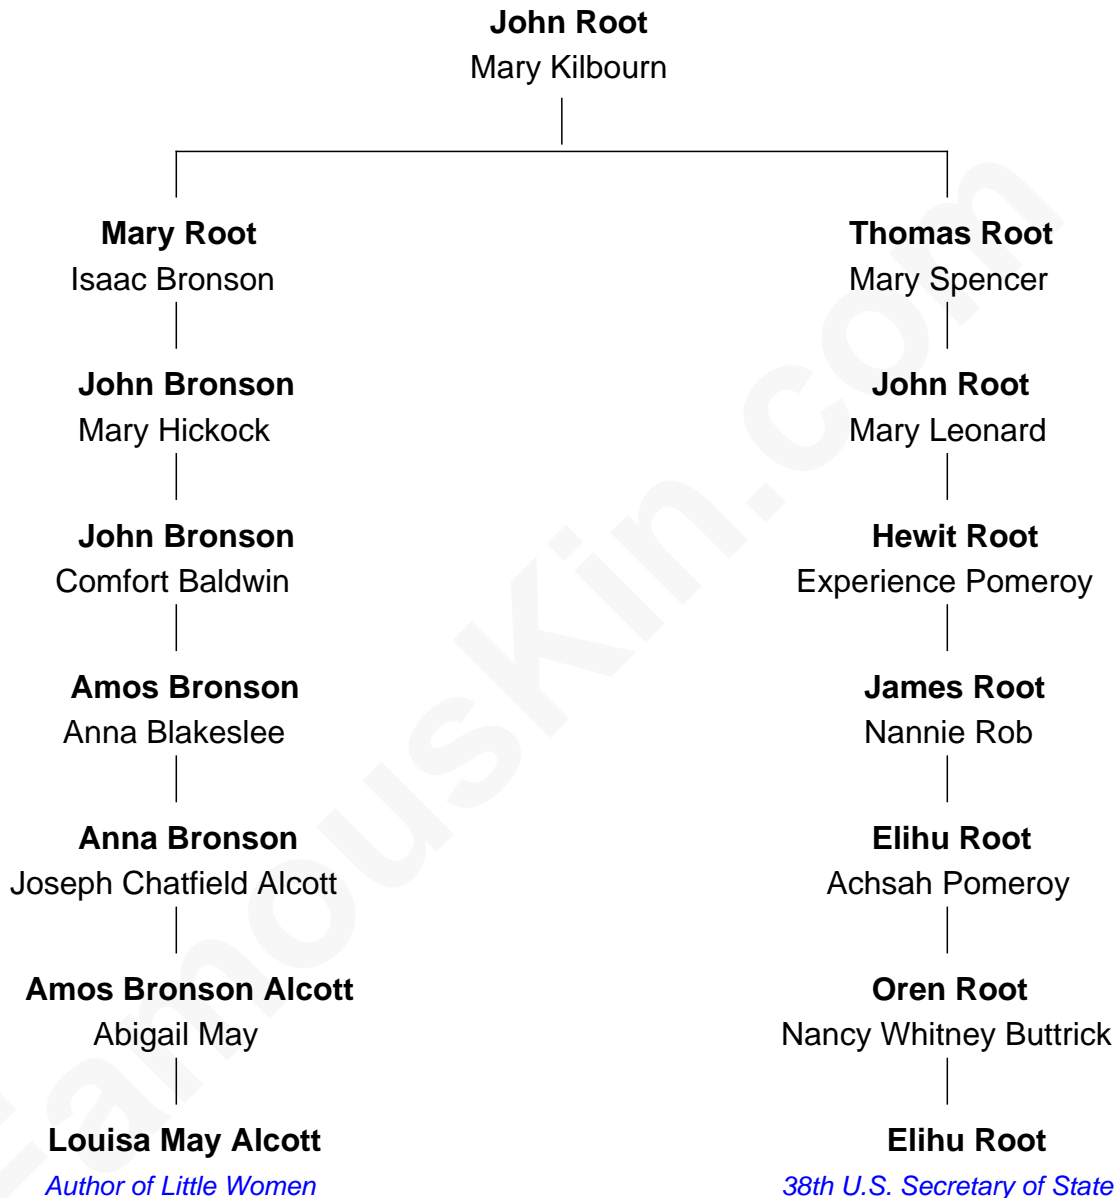 John Root
Mary Kilbourn
Mary Root
Isaac Bronson
Thomas Root
Mary Spencer
John Bronson
Mary Hickock
John Root
Mary Leonard
John Bronson
Comfort Baldwin
Hewit Root
Experience Pomeroy
Amos Bronson
Anna Blakeslee
James Root
Nannie Rob
Anna Bronson
Joseph Chatfield Alcott
Elihu Root
Achsah Pomeroy
Amos Bronson Alcott
Abigail May
Oren Root
Nancy Whitney Buttrick
Louisa May Alcott
Author of Little Women
Elihu Root
38th U.S. Secretary of State
FamousKin.com